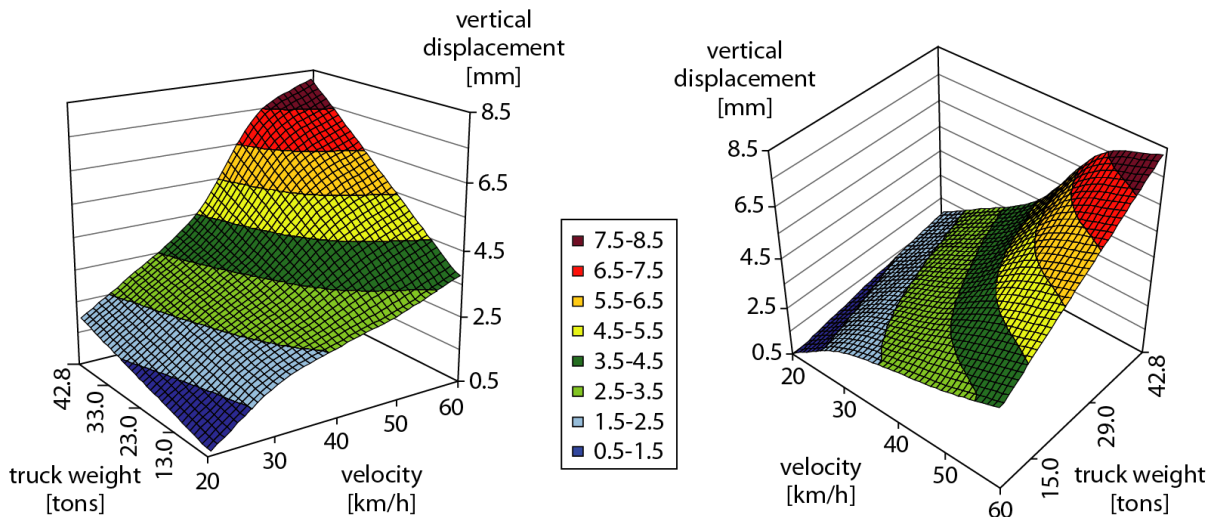 vertical
displacement
[mm]
8.5
6.5
4.5
2.5
0.5
42.8
33.0
23.0
13.0
20
30
40
50
60
truck weight
[tons]
velocity
[km/h]
7.5-8.5
6.5-7.5
5.5-6.5
4.5-5.5
3.5-4.5
2.5-3.5
1.5-2.5
0.5-1.5
vertical
displacement
[mm]
8.5
6.5
4.5
2.5
0.5
20
30
40
50
60
15.0
29.0
42.8
velocity
[km/h]
truck weight
[tons]